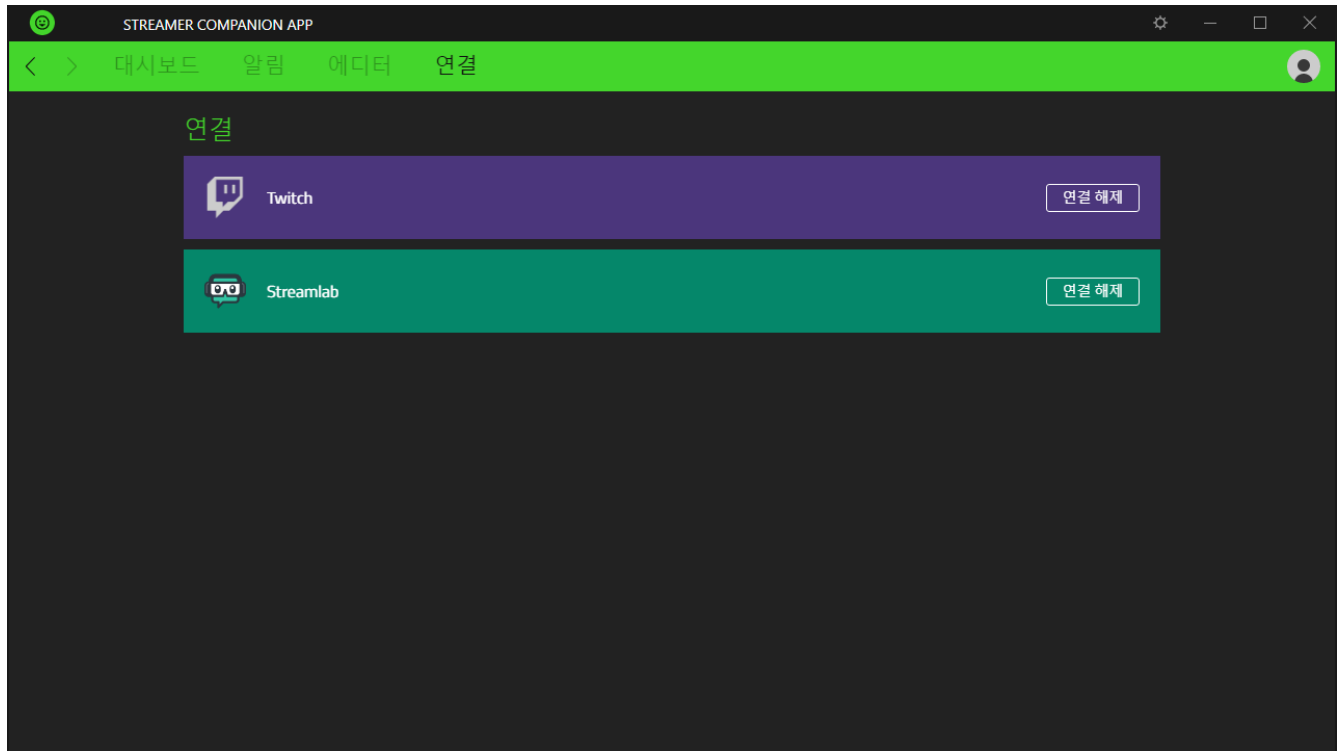 STREAMER COMPANION APP
대시보드 알림 에디터 연결
연결
Twitch 연결 해제
Streamlab 연결 해제